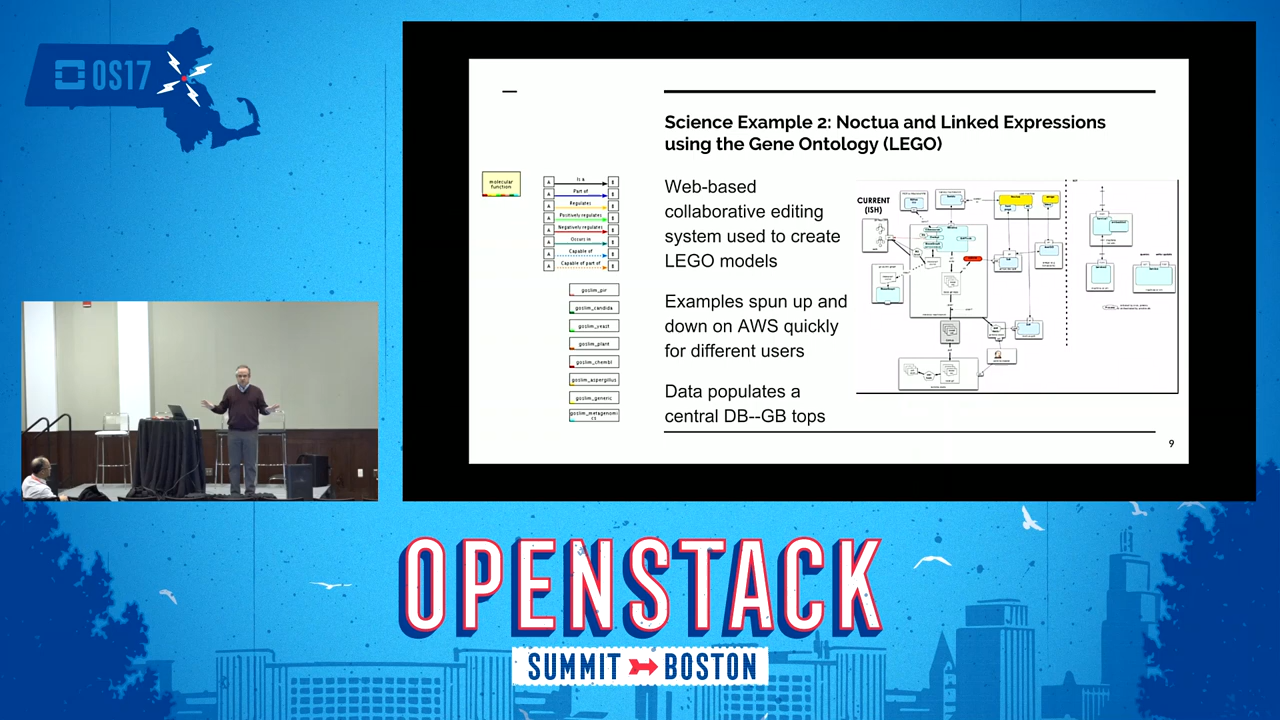 OS17
Science Example 2: Noctua and Linked Expressions
using the Gene Ontology (LEGO)
molecular
function
A Is a B
A Part of B
A Regulates B
A Positively regulates B
A Negatively regulates B
A Occurs in B
A Capable of B
A Capable of part of B
goslim_pir
goslim_candida
goslim_yeast
goslim_plant
goslim_chembl
goslim_aspergillus
goslim_generic
goslim_metagenomi
cs
Web-based
collaborative editing
system used to create
LEGO models
Examples spun up and
down on AWS quickly
for different users
Data populates a
central DB--GB tops
CURRENT
(ISH)
9
OPENSTACK
SUMMIT BOSTON